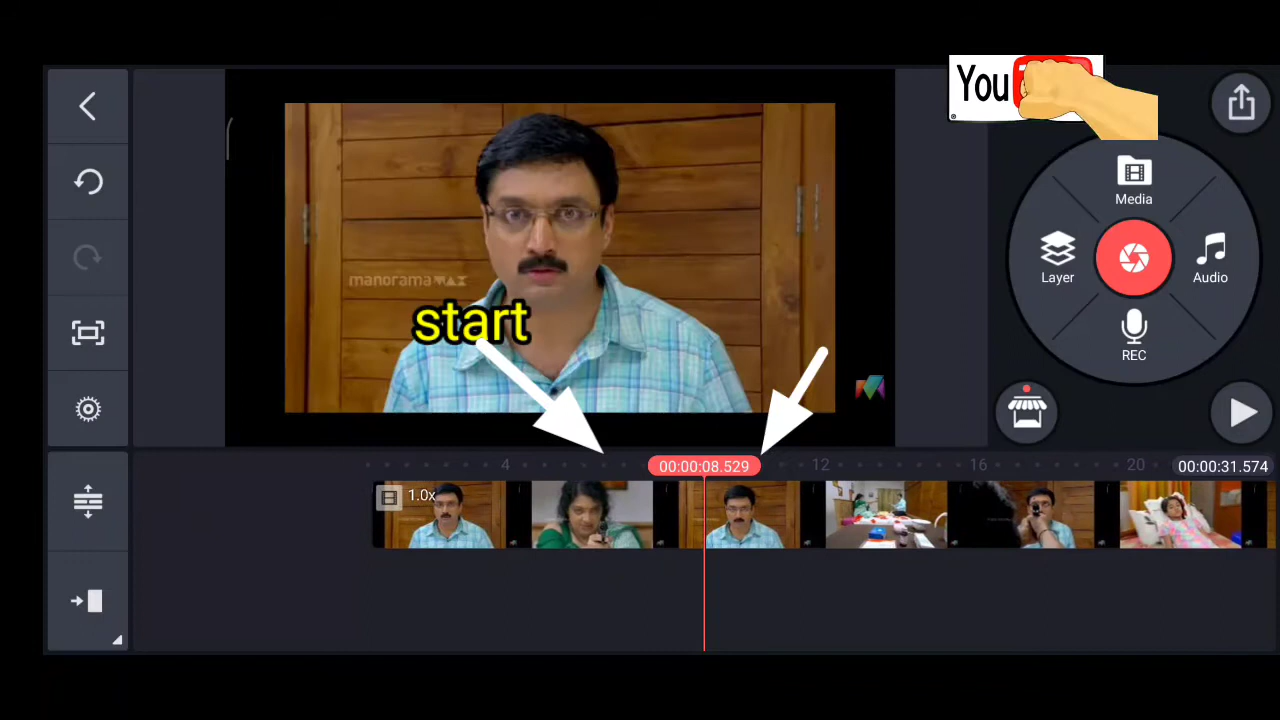 You
Media
Layer
Audio
REC
manorama MAX
start
4
00:00:08.529
12
16
20
00:00:31.574
1.0x